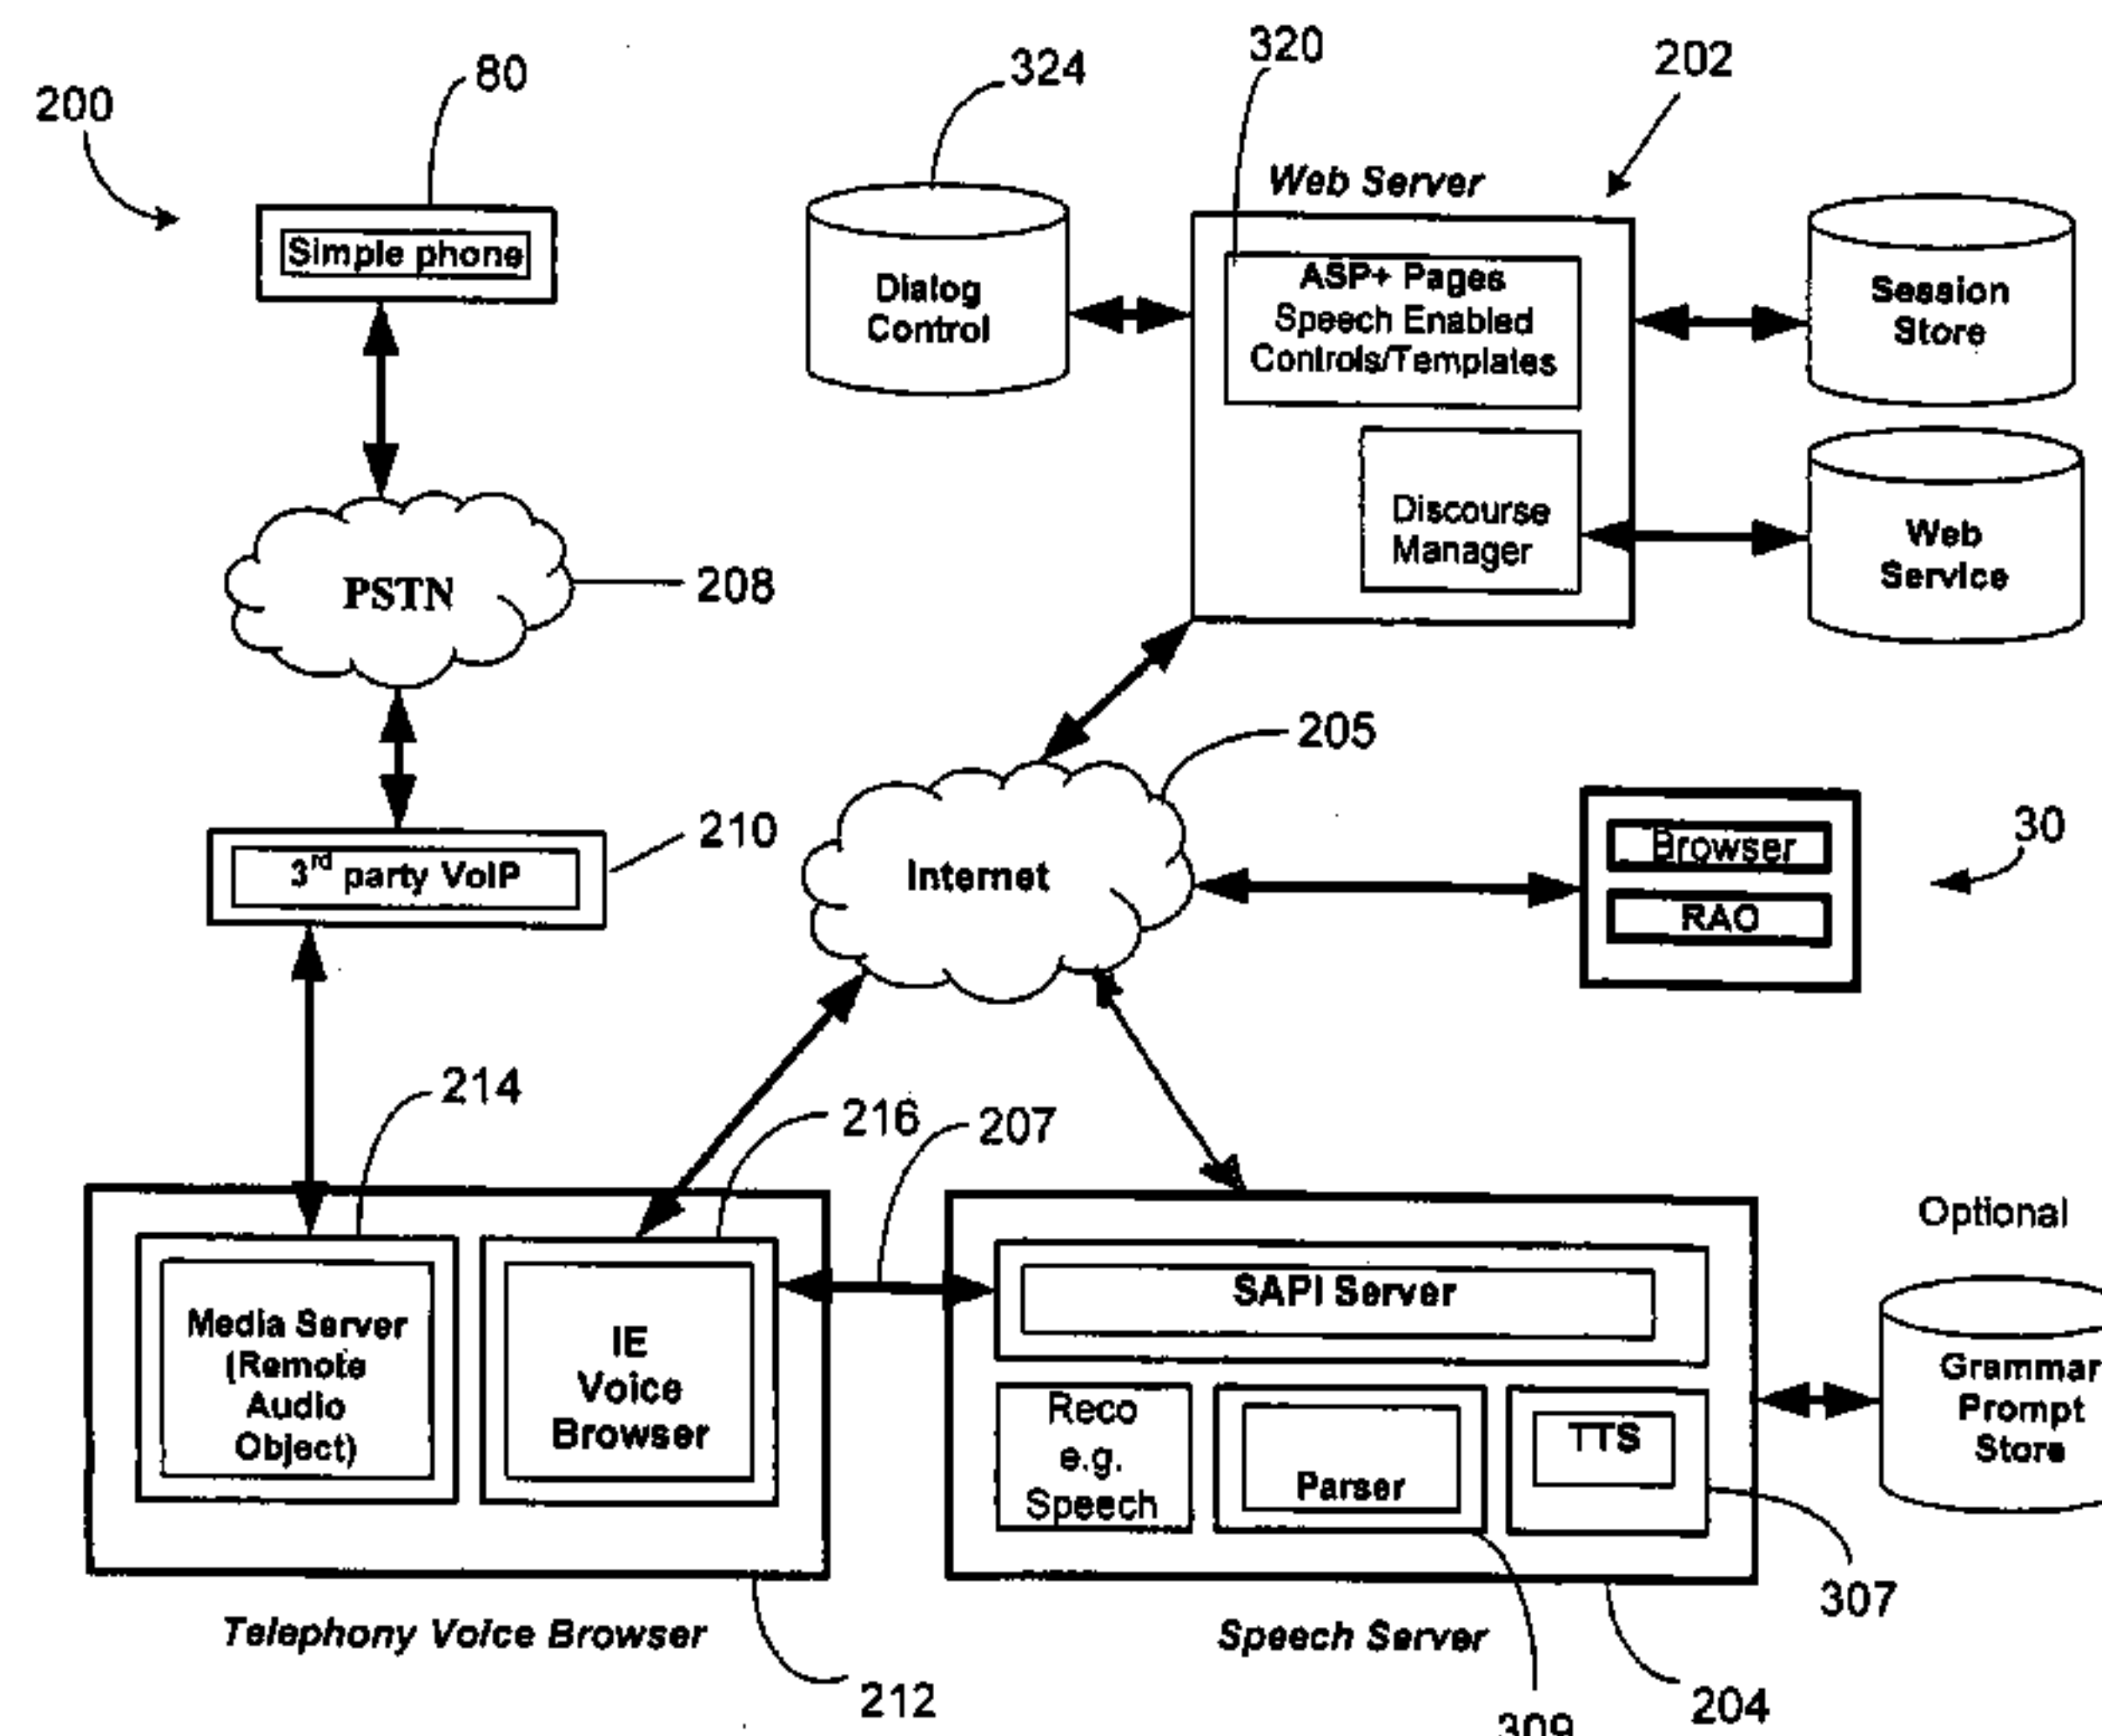 200
80
324
320
202
Web Server
Simple phone
Dialog
Control
ASP+ Pages
Speech Enabled
Controls/Templates
Session
Store
Discourse
Manager
Web
Service
PSTN
208
205
3rd party VoIP
210
Internet
Browser
RAO
30
214
216
207
Media Server
(Remote
Audio
Object)
IE
Voice
Browser
SAPI Server
Reco
e.g.
Speech
Parser
TTS
Optional
Grammar
Prompt
Store
307
Telephony Voice Browser
Speech Server
212
309
204